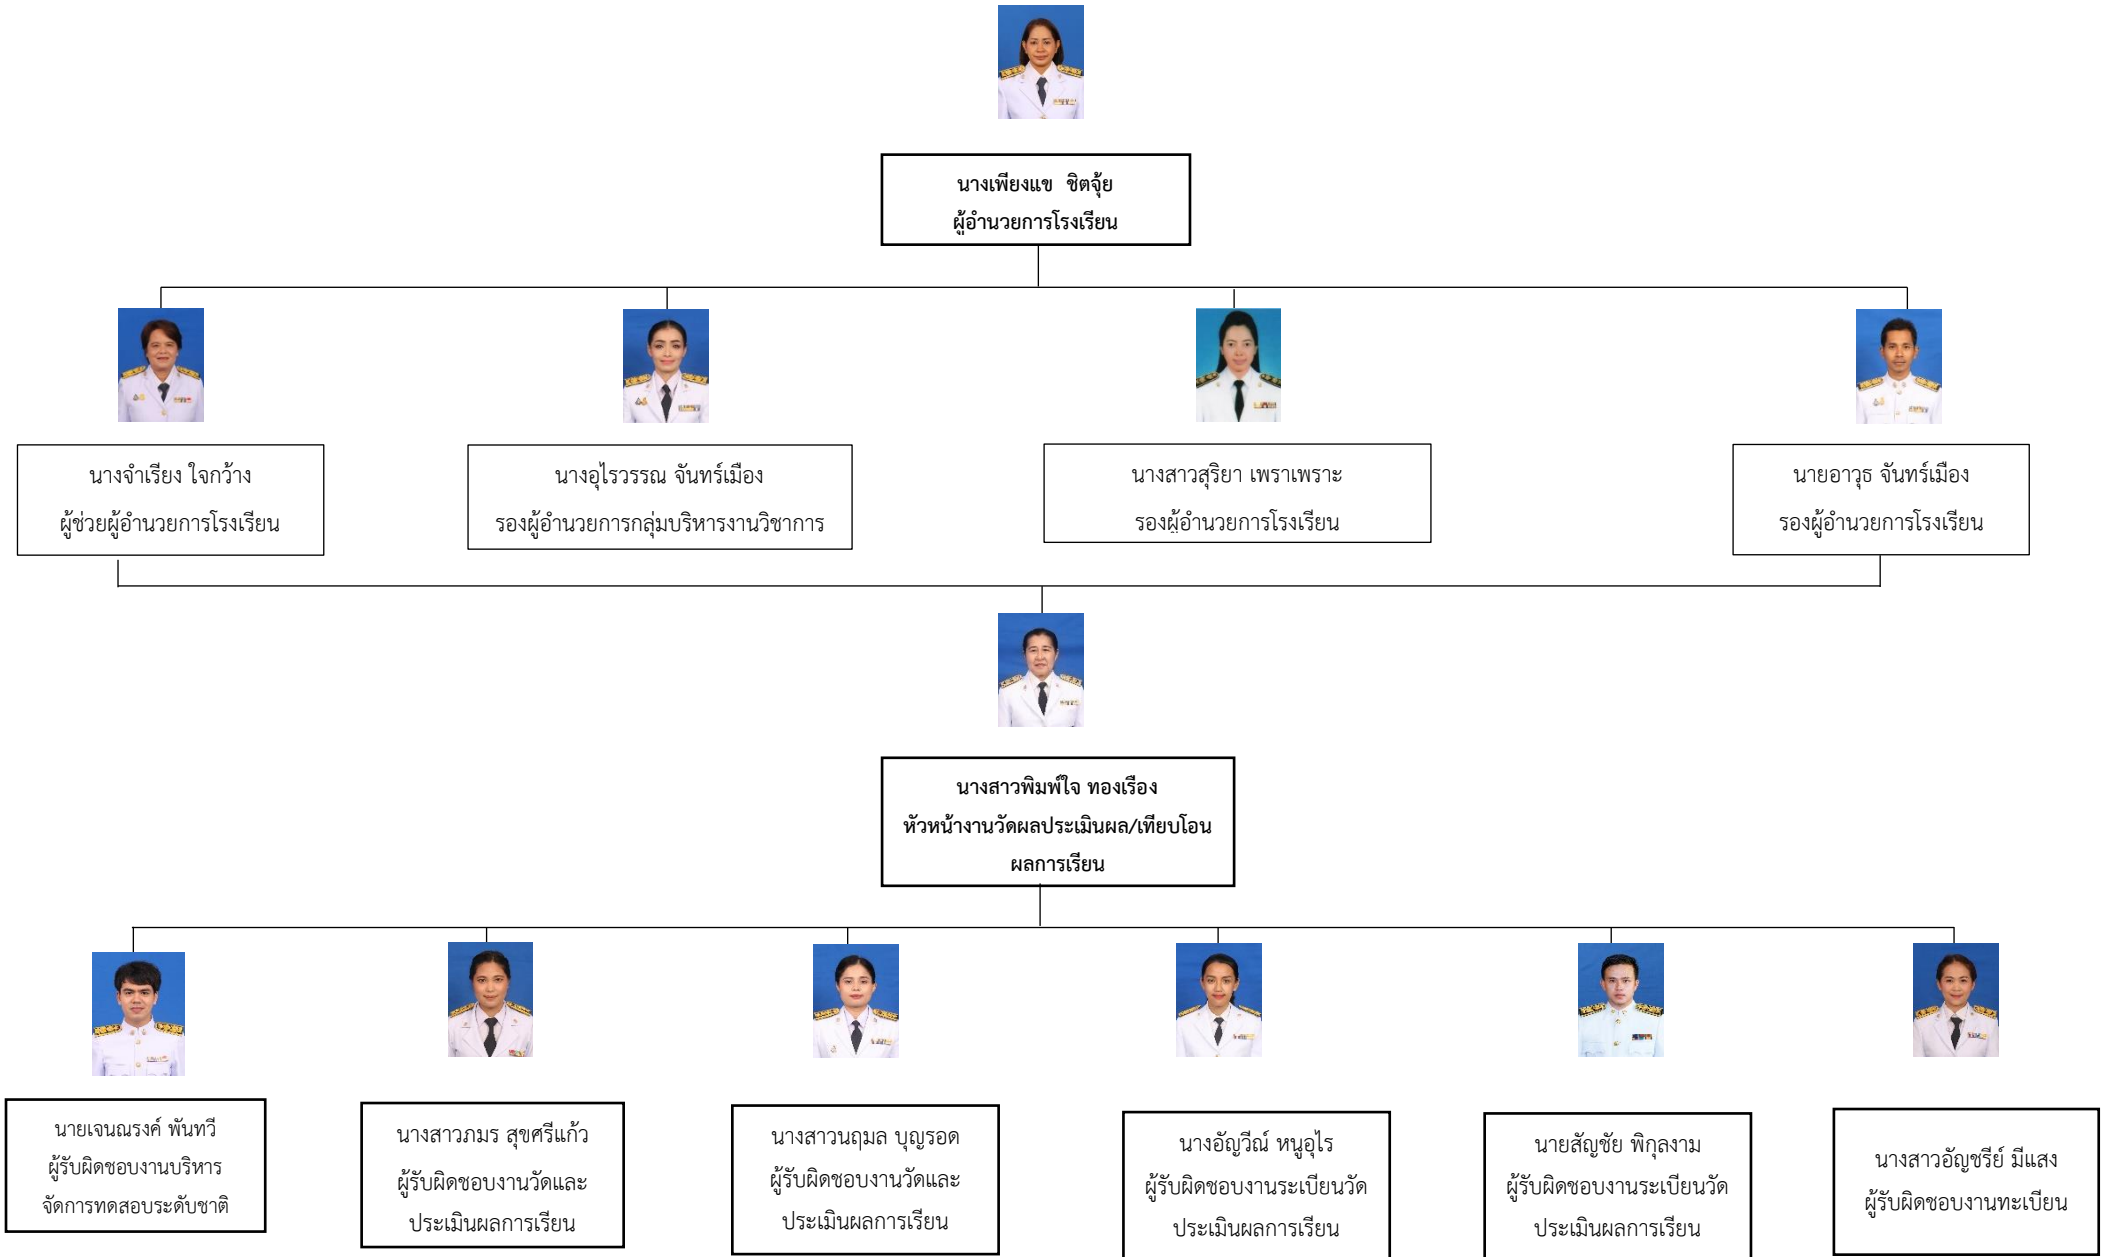 นางเพียงแข ชิตจุ้ย
ผู้อำนวยการโรงเรียน
นางจำเรียง ใจกว้าง
ผู้ช่วยผู้อำนวยการโรงเรียน
นางอุไรวรรณ จันทร์เมือง
รองผู้อำนวยการกลุ่มบริหารงานวิชาการ
นางสาวสุริยา เพราเพราะ
รองผู้อำนวยการโรงเรียน
นายอาวุธ จันทร์เมือง
รองผู้อำนวยการโรงเรียน
นางสาวพิมพ์ใจ ทองเรือง
หัวหน้างานวัดผลประเมินผล/เทียบโอน
ผลการเรียน
นายเจนณรงค์ พันทวี
ผู้รับผิดชอบงานบริหาร
จัดการทดสอบระดับชาติ
นางสาวภมร สุขศรีแก้ว
ผู้รับผิดชอบงานวัดและ
ประเมินผลการเรียน
นางสาวนฤมล บุญรอด
ผู้รับผิดชอบงานวัดและ
ประเมินผลการเรียน
นางอัญวีณ์ หนูอุไร
ผู้รับผิดชอบงานระเบียนวัด
ประเมินผลการเรียน
นายสัญชัย พิกุลงาม
ผู้รับผิดชอบงานระเบียนวัด
ประเมินผลการเรียน
นางสาวอัญชรีย์ มีแสง
ผู้รับผิดชอบงานทะเบียน